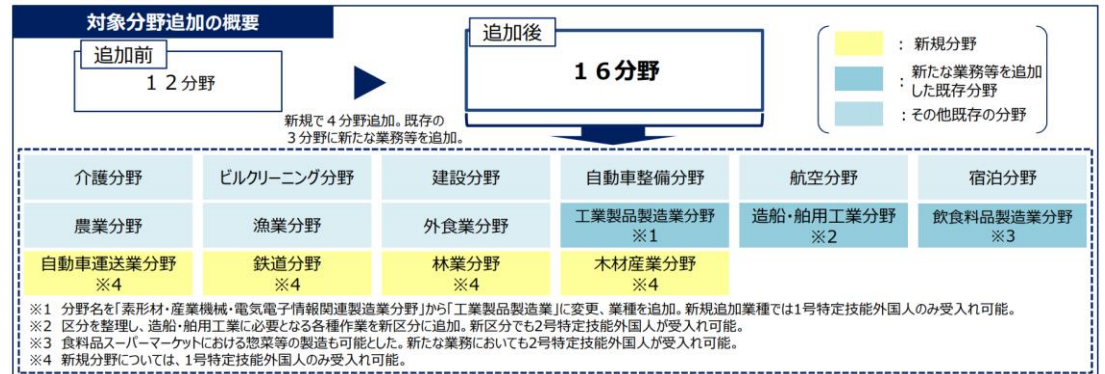 対象分野追加の概要
追加前
１２分野
追加後
１６分野
新規で４分野追加。既存の
３分野に新たな業務等を追加。
：新規分野
：新たな業務等を追加
した既存分野
：その他既存の分野
介護分野
ビルクリーニング分野
建設分野
自動車整備分野
航空分野
宿泊分野
農業分野
漁業分野
外食業分野
工業製品製造業分野
※1
造船・舶用工業分野
※2
飲食料品製造業分野
※3
自動車運送業分野
※4
鉄道分野
※4
林業分野
※4
木材産業分野
※4
※1 分野名を「素形材・産業機械・電気電子情報関連製造業分野」から「工業製品製造業」に変更、業種を追加。新規追加業種では1号特定技能外国人のみ受入れ可能。
※2 区分を整理し、造船・舶用工業に必要となる各種作業を新区分に追加。新区分でも2号特定技能外国人が受入れ可能。
※3 食料品スーパーマーケットにおける惣菜等の製造も可能とした。新たな業務においても2号特定技能外国人が受入れ可能。
※4 新規分野については、1号特定技能外国人のみ受入れ可能。